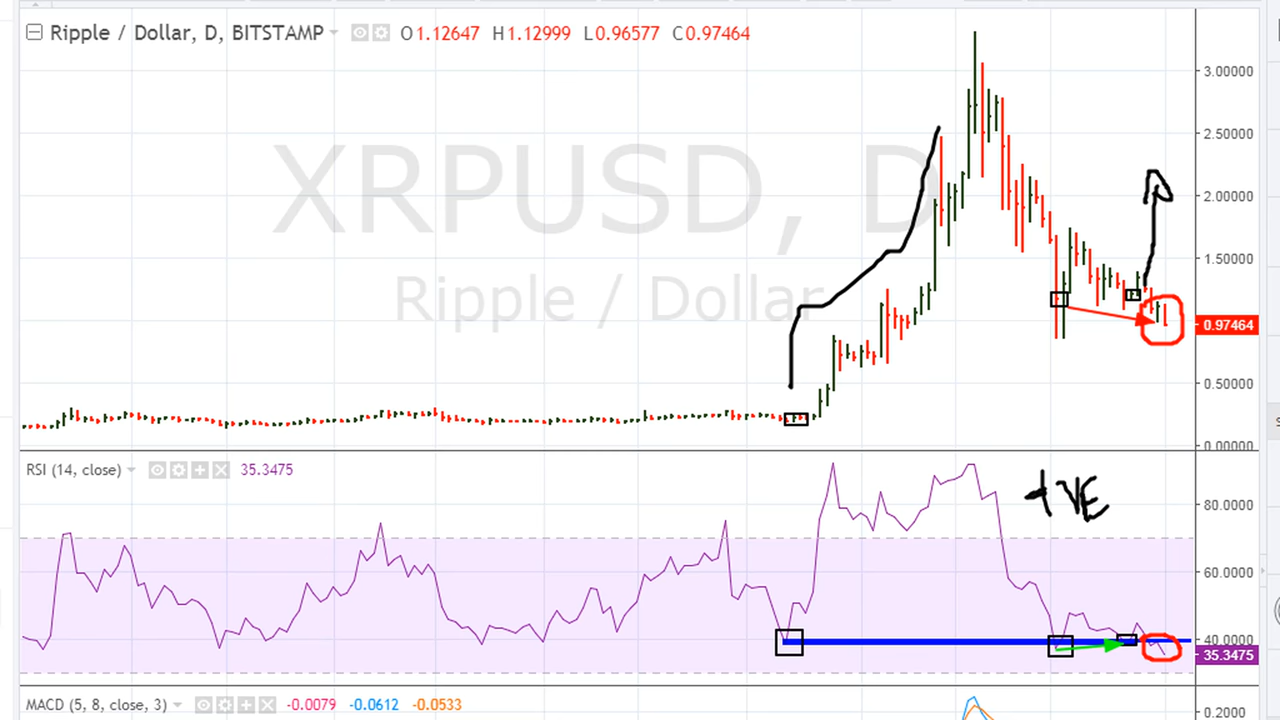 Ripple / Dollar, D, BITSTAMP O1.12647 H1.12999 L0.96577 C0.97464
3.00000
2.50000
XRPUSD, D
2.00000
1.50000
Ripple / Dollar
0.97464
0.50000
0.00000
RSI (14, close) 35.3475
+VE
80.0000
60.0000
40.0000
35.3475
MACD (5, 8, close, 3) -0.0079 -0.0612 -0.0533
0.2000